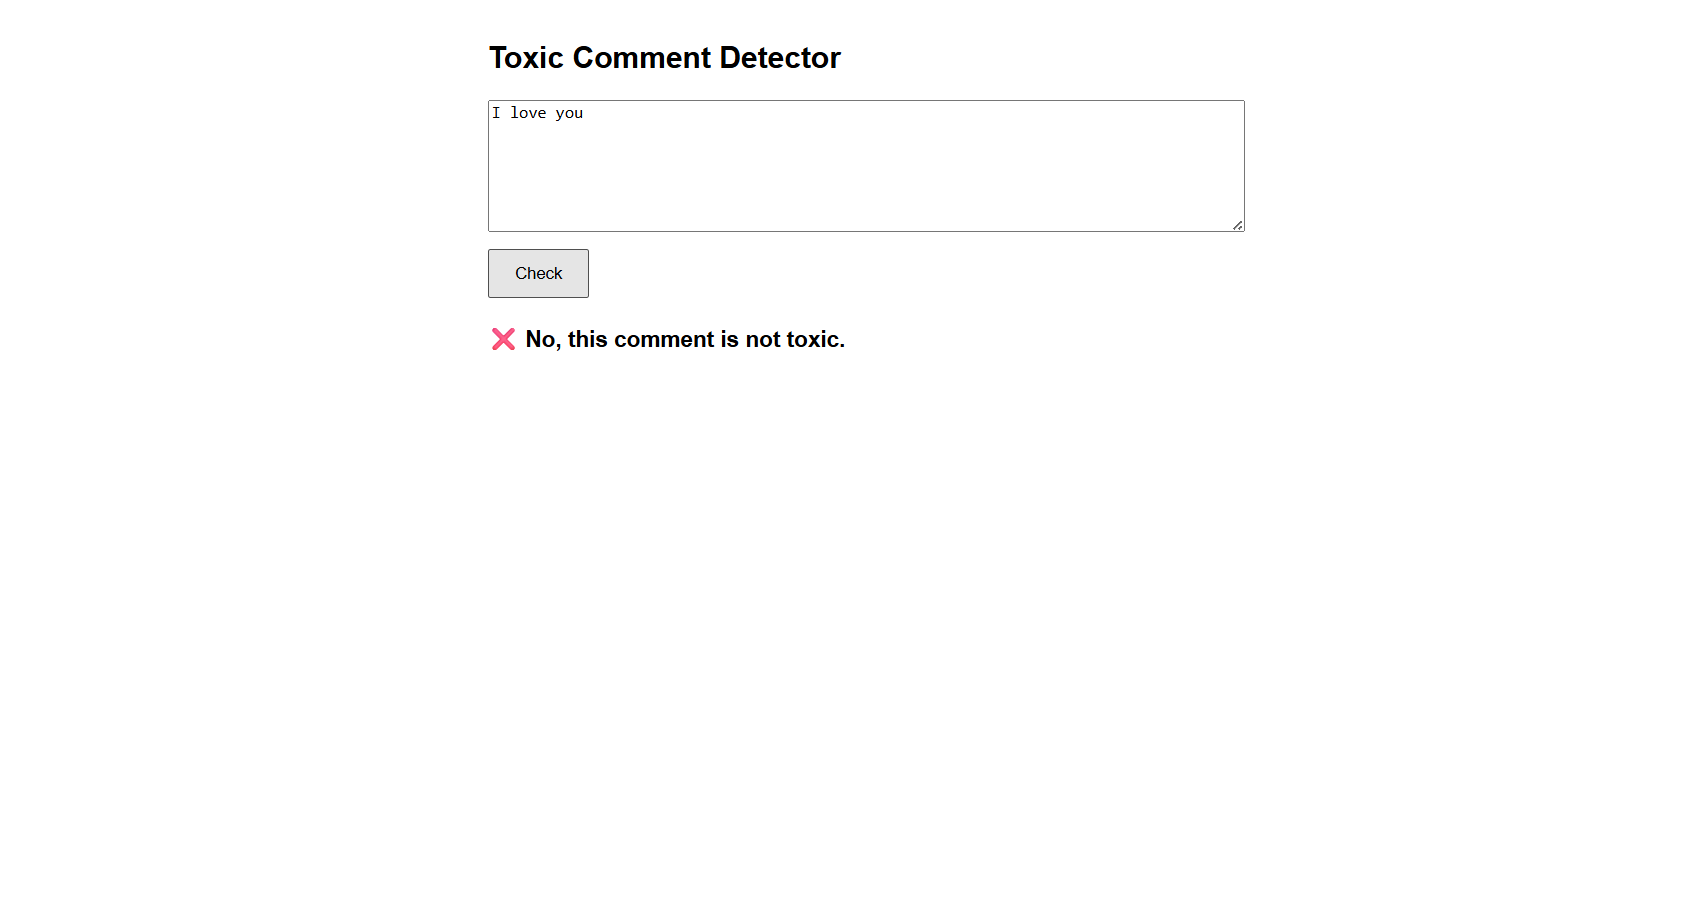 Toxic Comment Detector
I love you
Check
❌ No, this comment is not toxic.